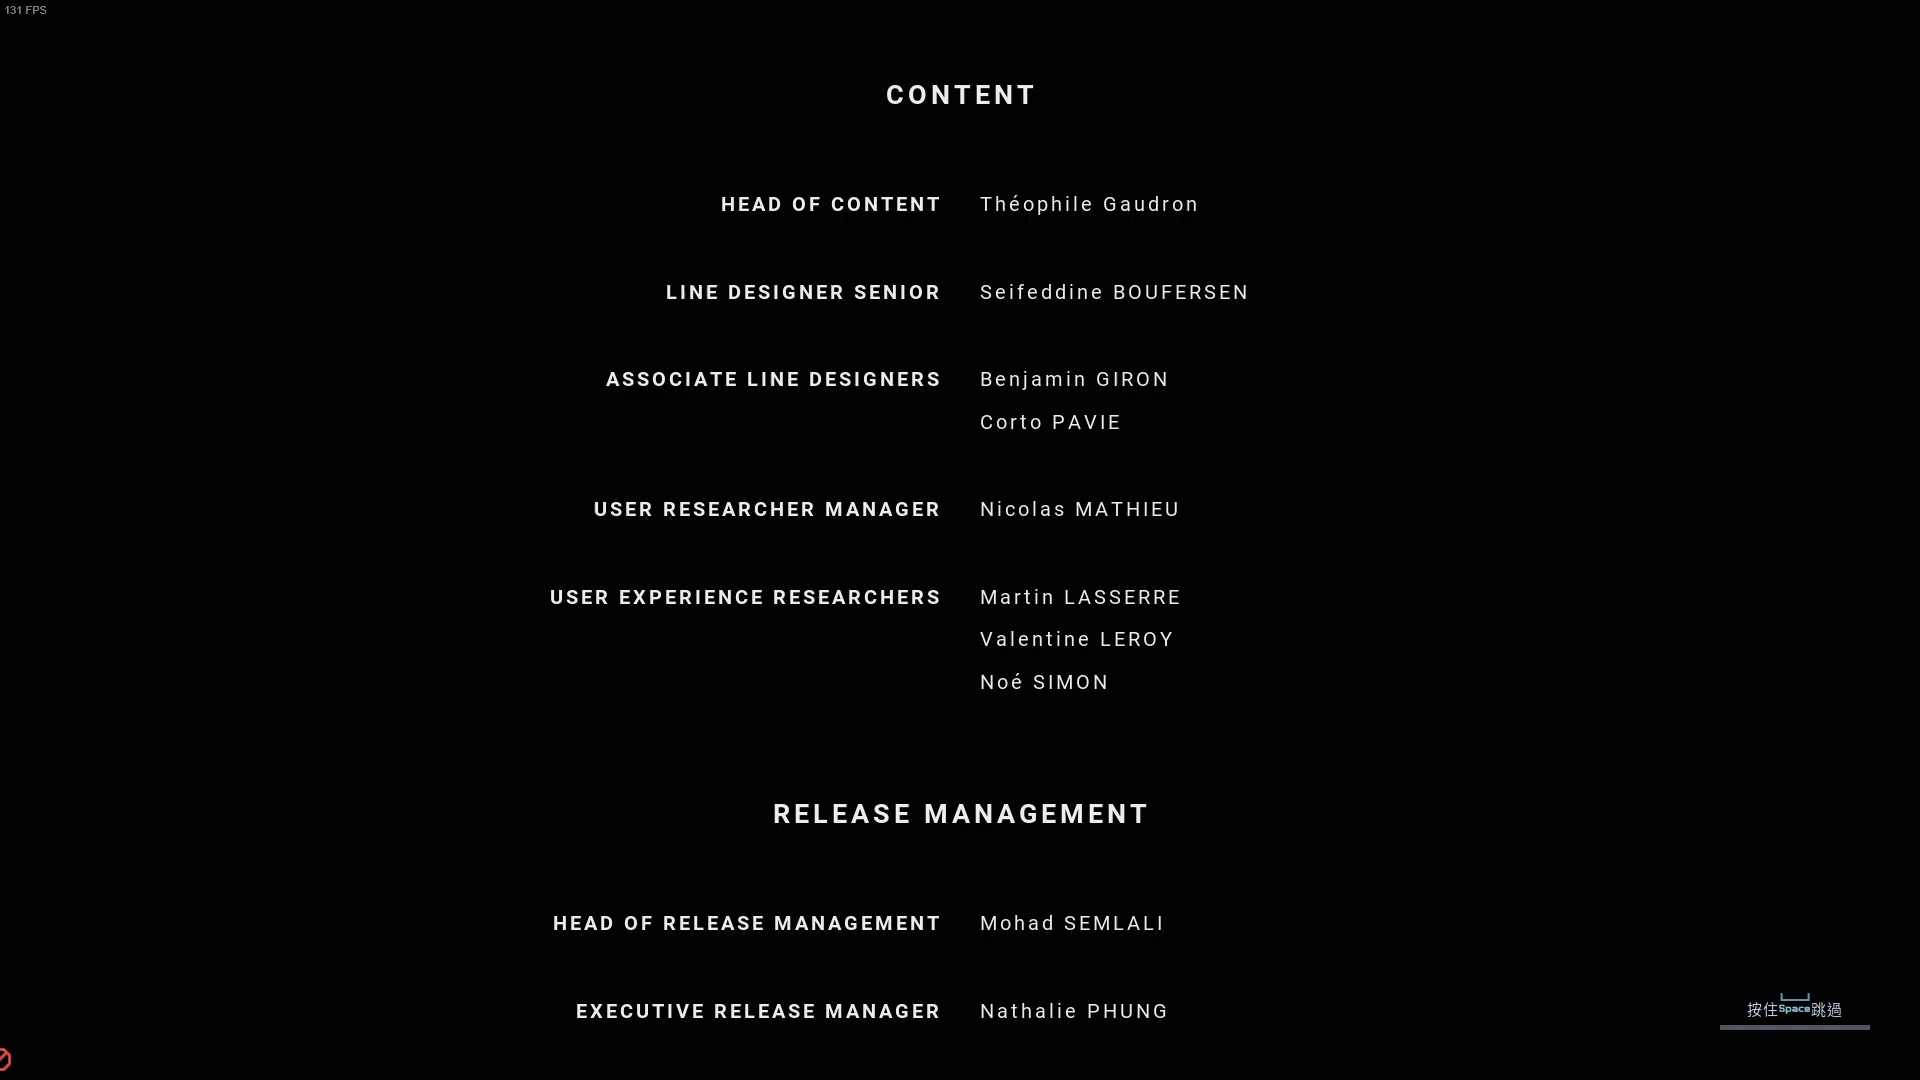 131 FPS
CONTENT
HEAD OF CONTENT Théophile Gaudron
LINE DESIGNER SENIOR Seifeddine BOUFERSEN
ASSOCIATE LINE DESIGNERS Benjamin GIRON
Corto PAVIE
USER RESEARCHER MANAGER Nicolas MATHIEU
USER EXPERIENCE RESEARCHERS Martin LASSERRE
Valentine LEROY
Noé SIMON
RELEASE MANAGEMENT
HEAD OF RELEASE MANAGEMENT Mohad SEMLALI
EXECUTIVE RELEASE MANAGER Nathalie PHUNG
按住Space跳過